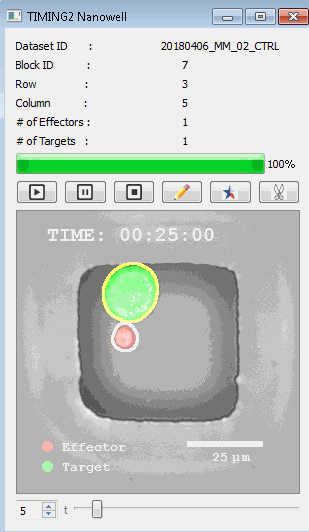 TIMING2 Nanowell
Dataset ID : 20180406_MM_02_CTRL
Block ID : 7
Row : 3
Column : 5
# of Effectors : 1
# of Targets : 1
100%
TIME: 00:25:00
Effector
Target
25 µm
5 t